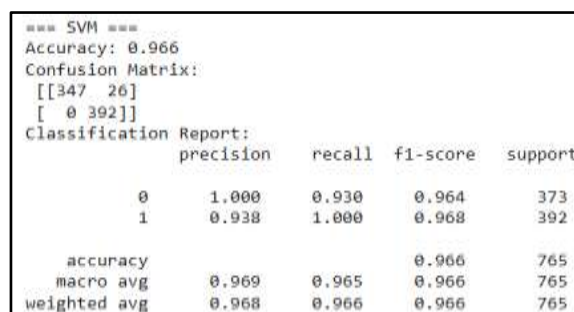 === SVM ===
Accuracy: 0.966
Confusion Matrix:
[[347 26]
[ 0 392]]
Classification Report:
precision recall f1-score support
0 1.000 0.930 0.964 373
1 0.938 1.000 0.968 392
accuracy 0.966 765
macro avg 0.969 0.965 0.966 765
weighted avg 0.968 0.966 0.966 765